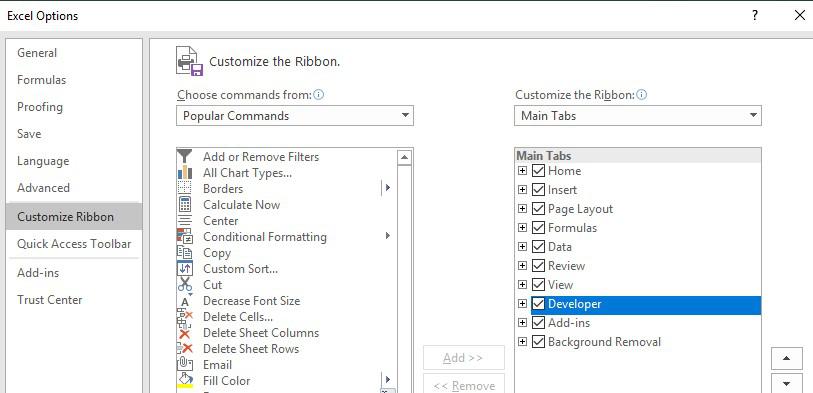 Excel Options
?
General
Formulas
Proofing
Save
Language
Advanced
Customize Ribbon
Quick Access Toolbar
Add-ins
Trust Center
Customize the Ribbon.
Choose commands from:
Popular Commands
Add or Remove Filters
All Chart Types...
Borders
Calculate Now
Center
Conditional Formatting
Copy
Custom Sort...
Cut
Decrease Font Size
Delete Cells...
Delete Sheet Columns
Delete Sheet Rows
Email
Fill Color
Add >>
<< Remove
Customize the Ribbon:
Main Tabs
Main Tabs
Home
Insert
Page Layout
Formulas
Data
Review
View
Developer
Add-ins
Background Removal